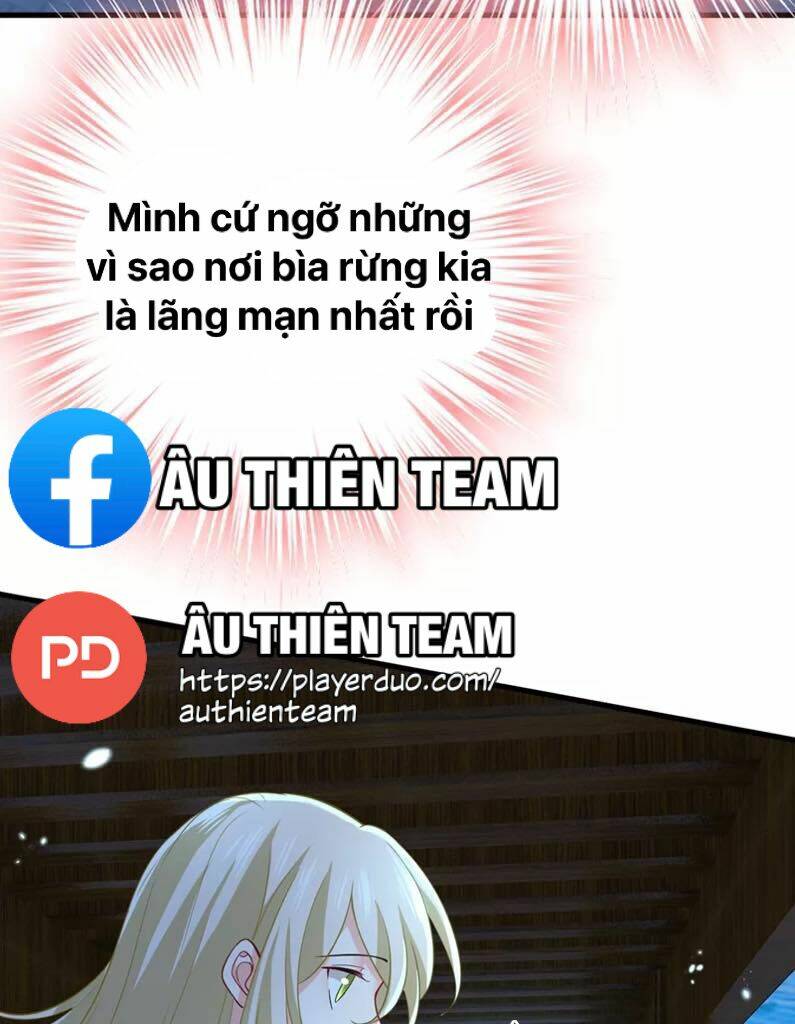 Mình cứ ngỡ những
vì sao nơi bìa rừng kia
là lãng mạn nhất rồi
f ÂU THIÊN TEAM
PD ÂU THIÊN TEAM
https://playerduo.com/
authienteam